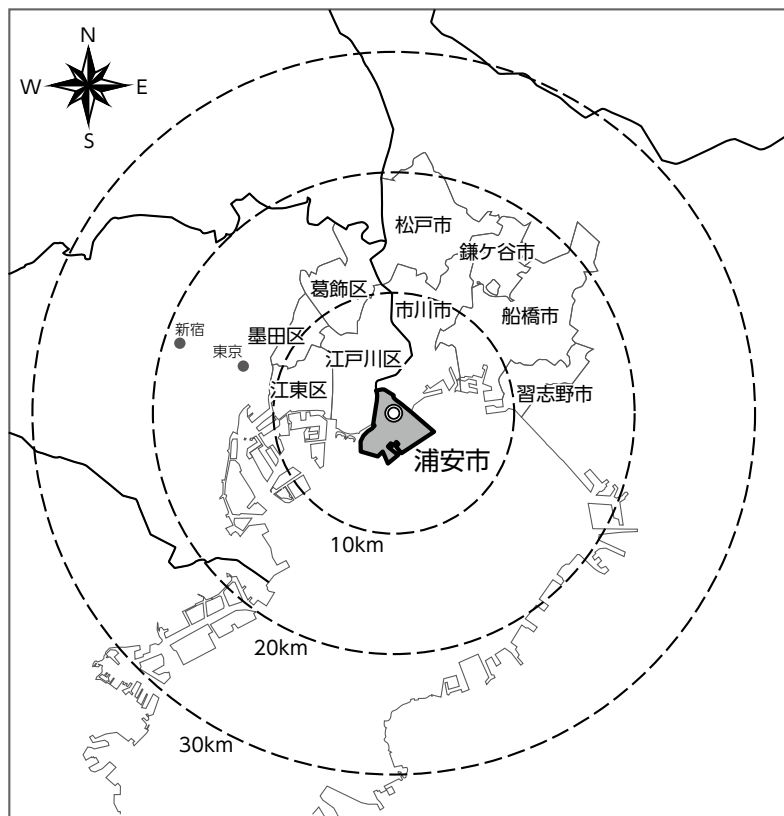 N
W E
S
松戸市
鎌ケ谷市
葛飾区
市川市
船橋市
新宿
墨田区
東京
江戸川区
江東区
習志野市
浦安市
10km
20km
30km